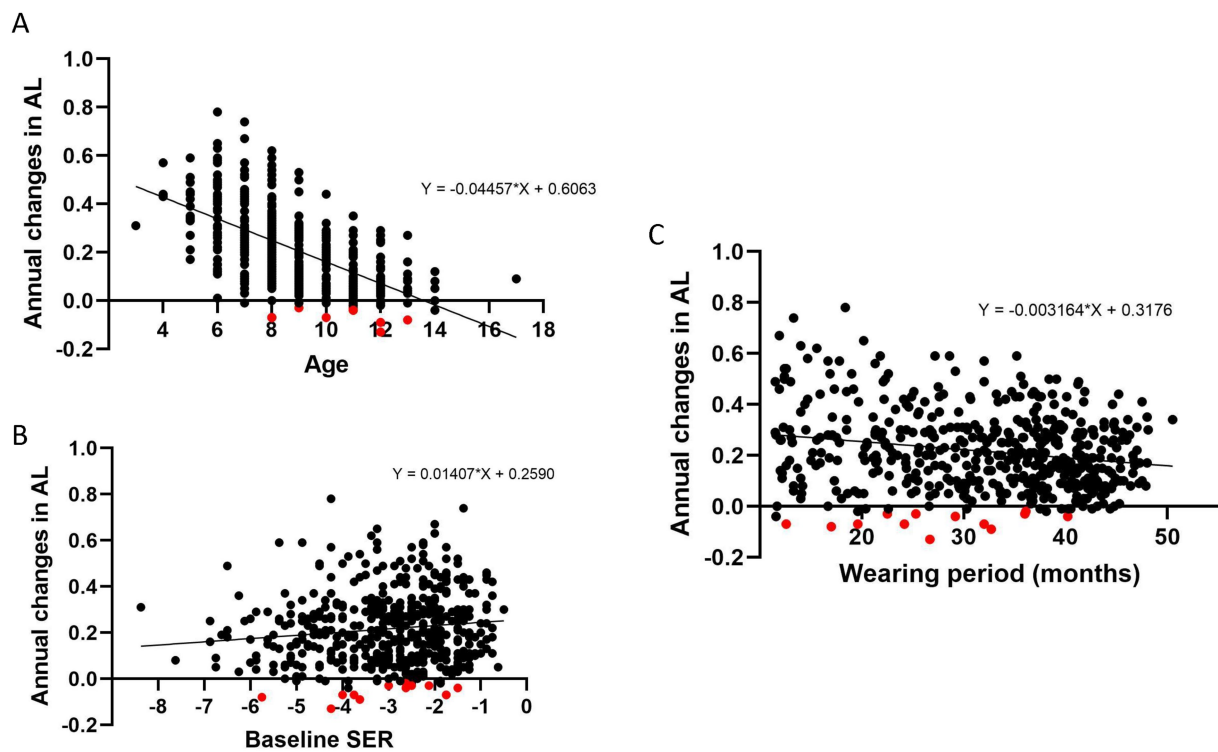 A
Annual changes in AL
1.0
0.8
0.6
0.4
0.2
0.0
-0.2
Y = -0.04457*X + 0.6063
4 6 8 10 12 14 16 18
Age
B
Annual changes in AL
1.0
0.8
0.6
0.4
0.2
0.0
-0.2
Y = 0.01407*X + 0.2590
-8 -7 -6 -5 -4 -3 -2 -1 0
Baseline SER
C
Annual changes in AL
1.0
0.8
0.6
0.4
0.2
0.0
-0.2
Y = -0.003164*X + 0.3176
20 30 40 50
Wearing period (months)